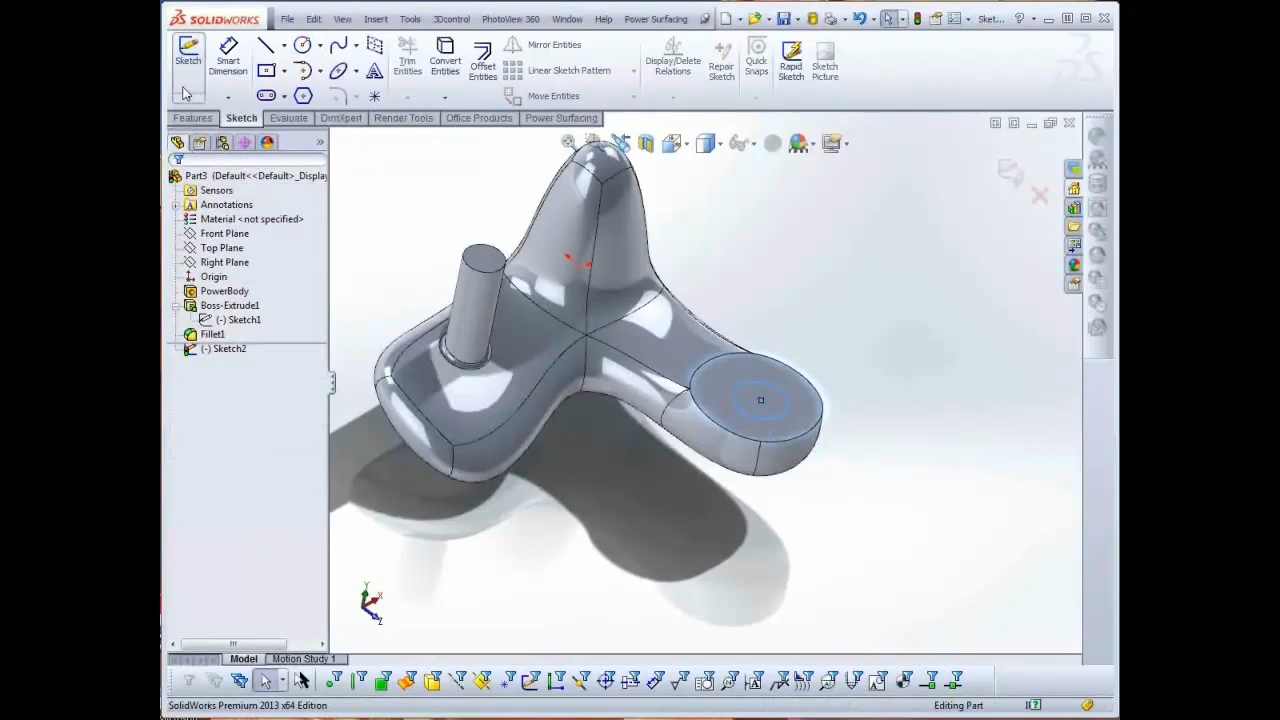 SOLIDWORKS File Edit View Insert Tools 3Dcontrol PhotoView 360 Window Help Power Surfacing Sket... ?
Sketch
Smart Dimension
Trim Entities
Convert Entities
Offset Entities
Mirror Entities
Linear Sketch Pattern
Move Entities
Display/Delete Relations
Repair Sketch
Quick Snaps
Rapid Sketch
Sketch Picture
Features Sketch Evaluate DimXpert Render Tools Office Products Power Surfacing
»
Part3 (Default<<Default>_Display
Sensors
Annotations
Material <not specified>
Front Plane
Top Plane
Right Plane
Origin
PowerBody
Boss-Extrude1
(-) Sketch1
Fillet1
(-) Sketch2
Y
X
Z
Model Motion Study 1
SolidWorks Premium 2013 x64 Edition Editing Part